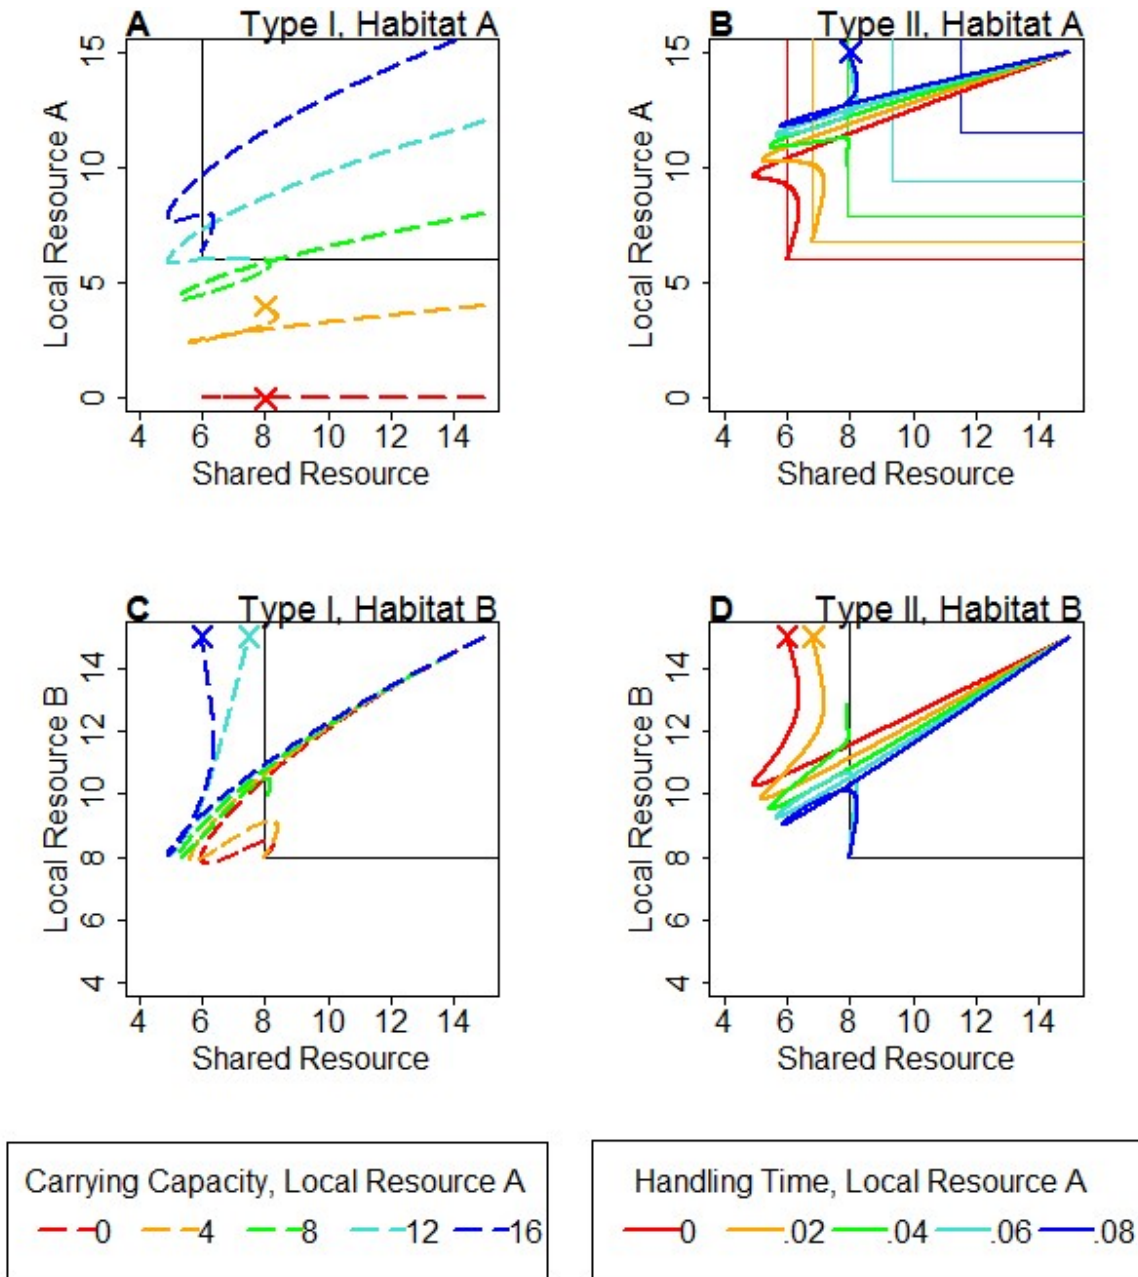 A Type I, Habitat A
15
10
5
0
Local Resource A
4 6 8 10 12 14
Shared Resource
B Type II, Habitat A
15
10
5
0
Local Resource A
4 6 8 10 12 14
Shared Resource
C Type I, Habitat B
14
12
10
8
6
4
Local Resource B
4 6 8 10 12 14
Shared Resource
D Type II, Habitat B
14
12
10
8
6
4
Local Resource B
4 6 8 10 12 14
Shared Resource
Carrying Capacity, Local Resource A
0 4 8 12 16
Handling Time, Local Resource A
0 .02 .04 .06 .08